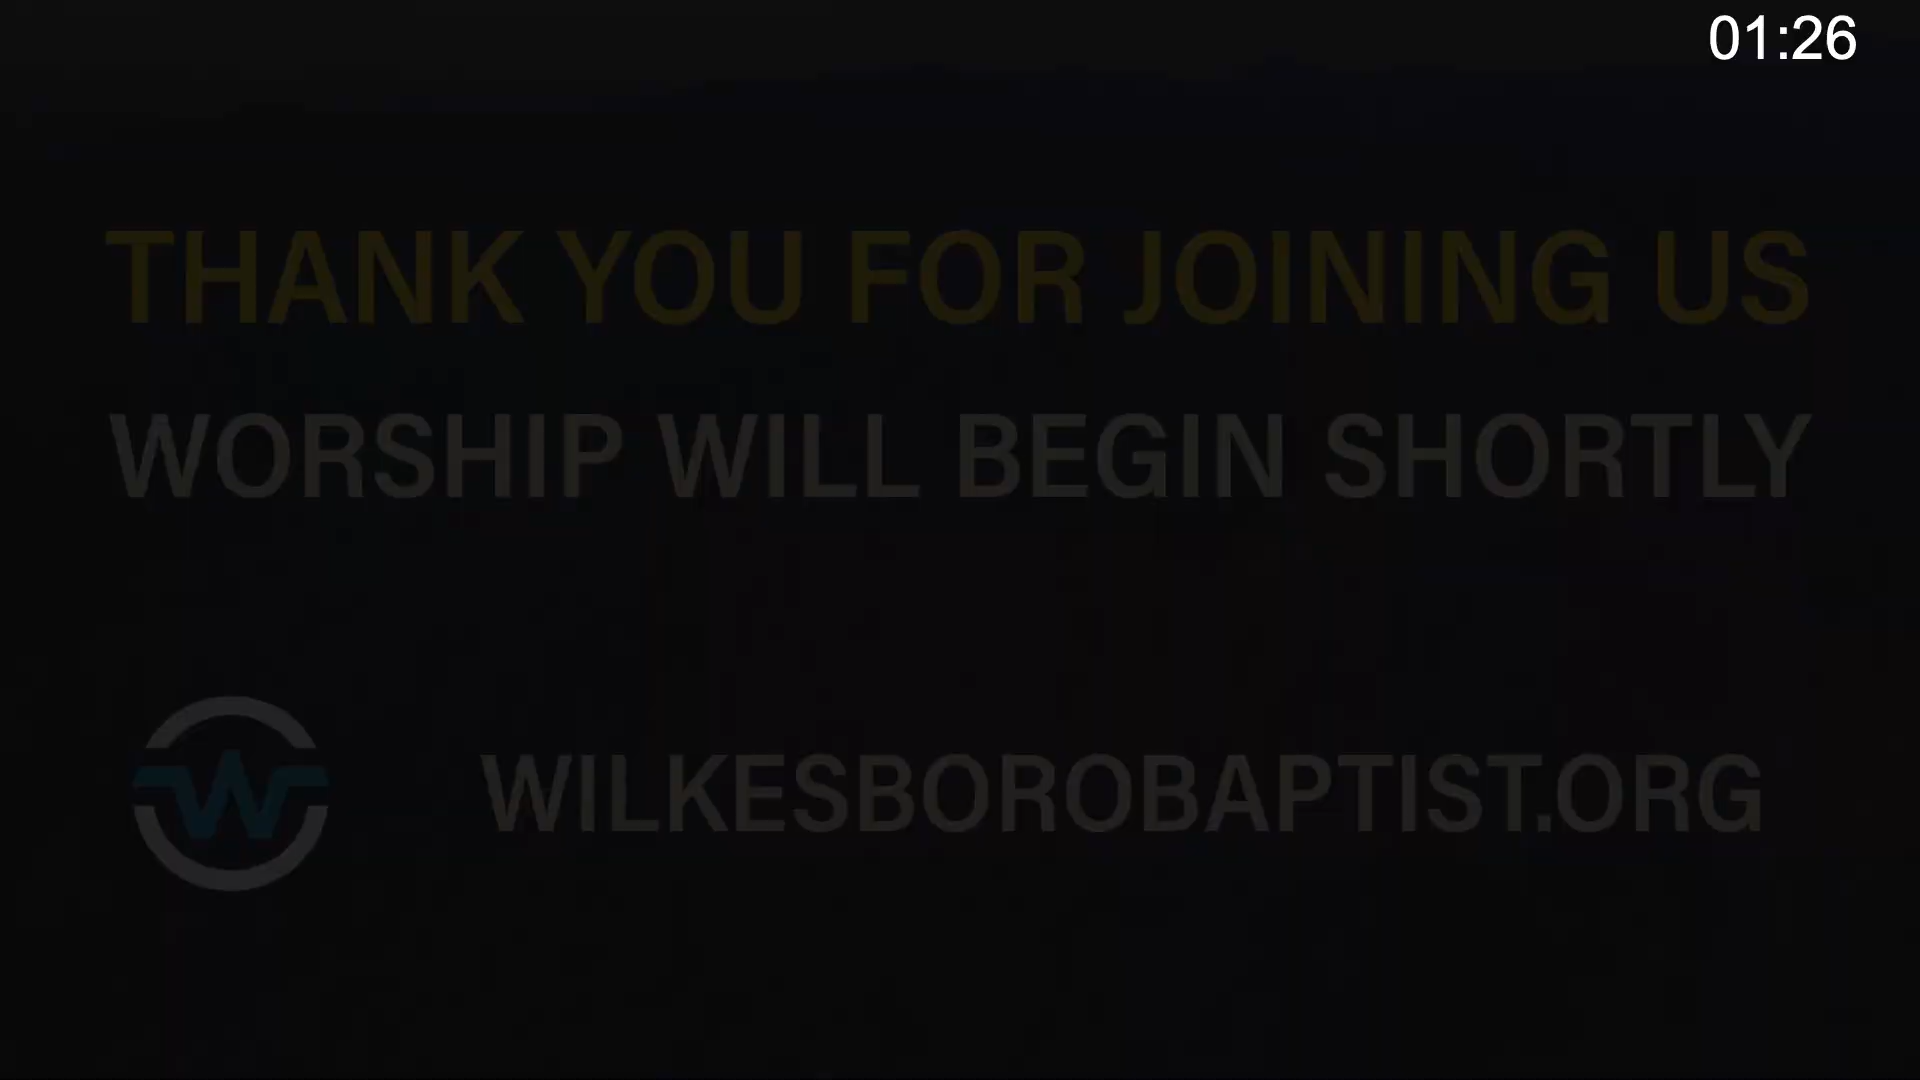 01:26
THANK YOU FOR JOINING US
WORSHIP WILL BEGIN SHORTLY
W
WILKESBOROBAPTIST.ORG